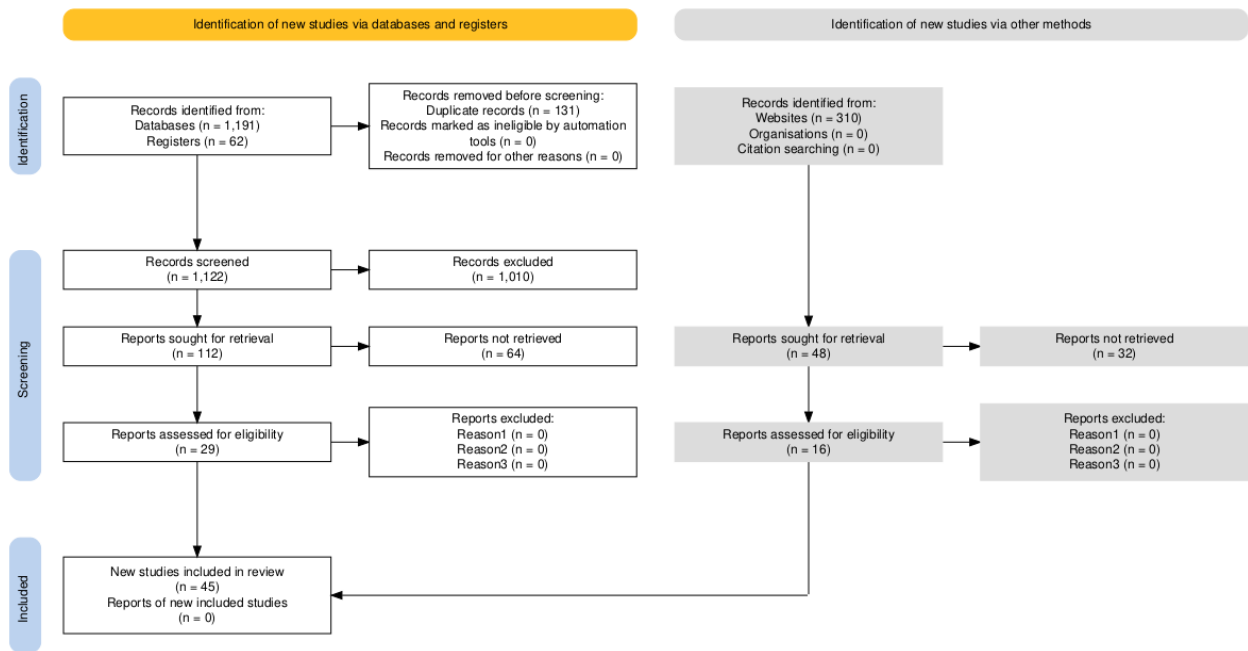 Identification of new studies via databases and registers
Identification of new studies via other methods
Identification
Records identified from:
Databases (n = 1,191)
Registers (n = 62)
Records removed before screening:
Duplicate records (n = 131)
Records marked as ineligible by automation
tools (n = 0)
Records removed for other reasons (n = 0)
Records identified from:
Websites (n = 310)
Organisations (n = 0)
Citation searching (n = 0)
Screening
Records screened
(n = 1,122)
Records excluded
(n = 1,010)
Reports sought for retrieval
(n = 112)
Reports not retrieved
(n = 64)
Reports sought for retrieval
(n = 48)
Reports not retrieved
(n = 32)
Reports assessed for eligibility
(n = 29)
Reports excluded:
Reason1 (n = 0)
Reason2 (n = 0)
Reason3 (n = 0)
Reports assessed for eligibility
(n = 16)
Reports excluded:
Reason1 (n = 0)
Reason2 (n = 0)
Reason3 (n = 0)
Included
New studies included in review
(n = 45)
Reports of new included studies
(n = 0)